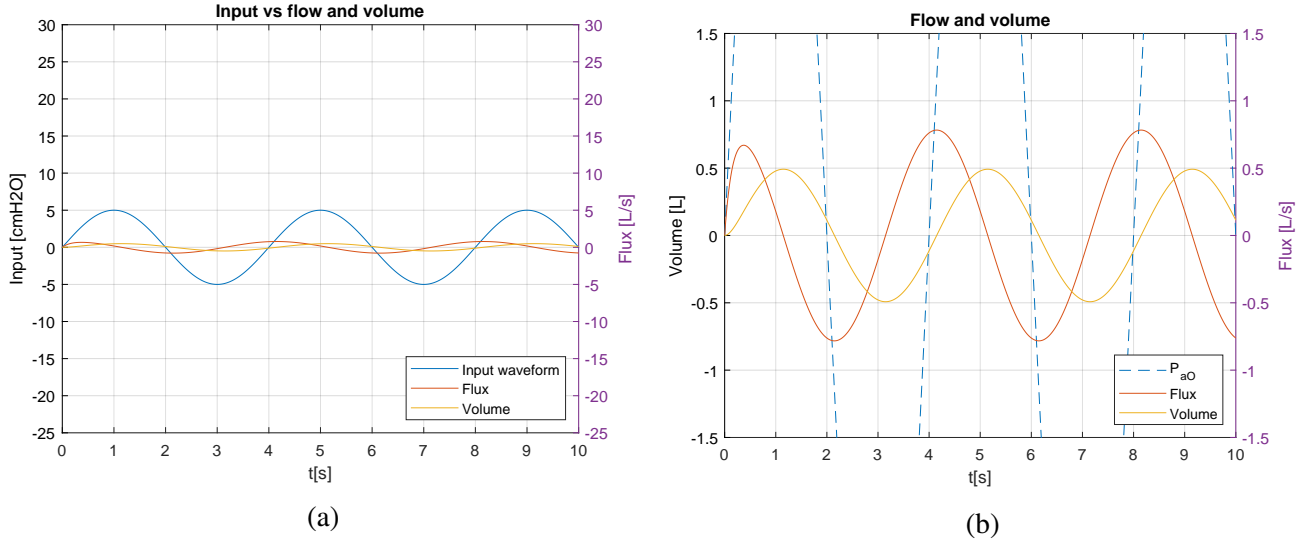 Input vs flow and volume
30
25
20
15
10
5
0
-5
-10
-15
-20
-25
Input [cmH2O]
30
25
20
15
10
5
0
-5
-10
-15
-20
-25
Flux [L/s]
Input waveform
Flux
Volume
0 1 2 3 4 5 6 7 8 9 10
t[s]
(a)
Flow and volume
1.5
1
0.5
0
-0.5
-1
-1.5
Volume [L]
1.5
1
0.5
0
-0.5
-1
-1.5
Flux [L/s]
P_aO
Flux
Volume
0 1 2 3 4 5 6 7 8 9 10
t[s]
(b)